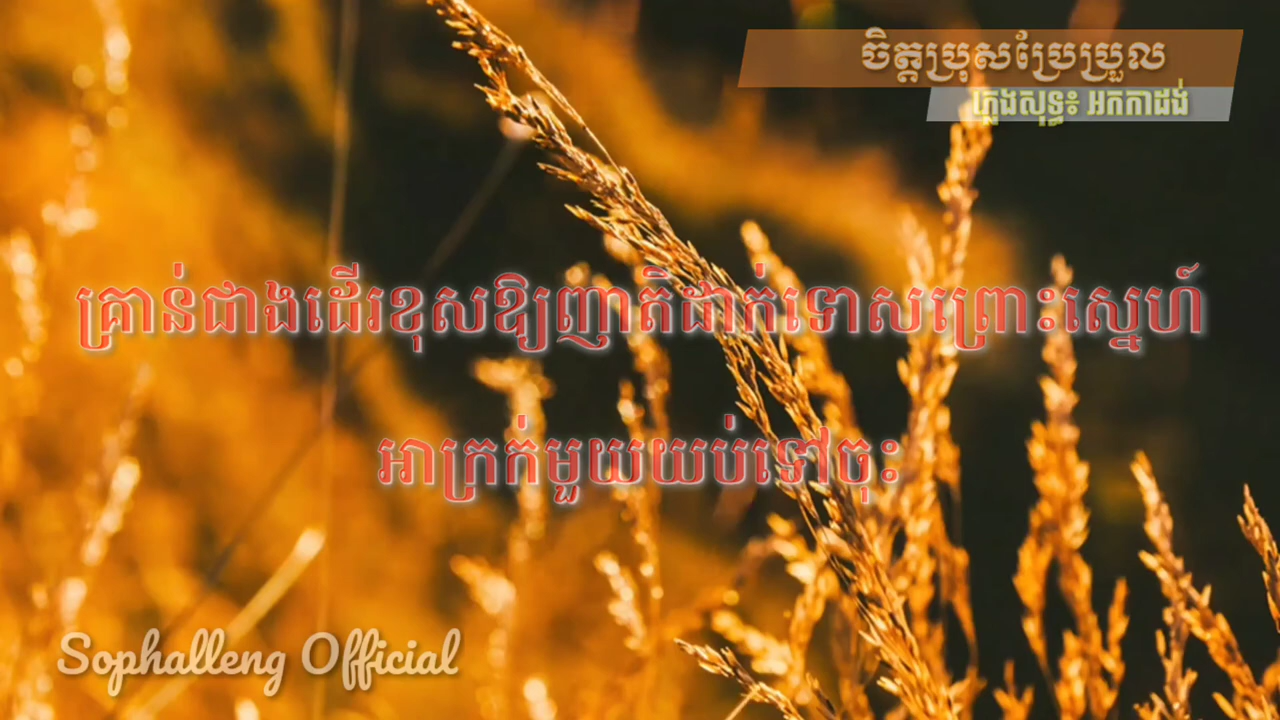 ចិត្តប្រុសប្រែប្រួល
ភ្លេងសុទ្ធ៖ អកកាដង់
គ្រាន់ជាងដើរខុសឱ្យញាតិដាក់ទោសព្រោះស្នេហ៍
អាក្រក់មួយយប់ទៅចុះ
Sophalleng Official